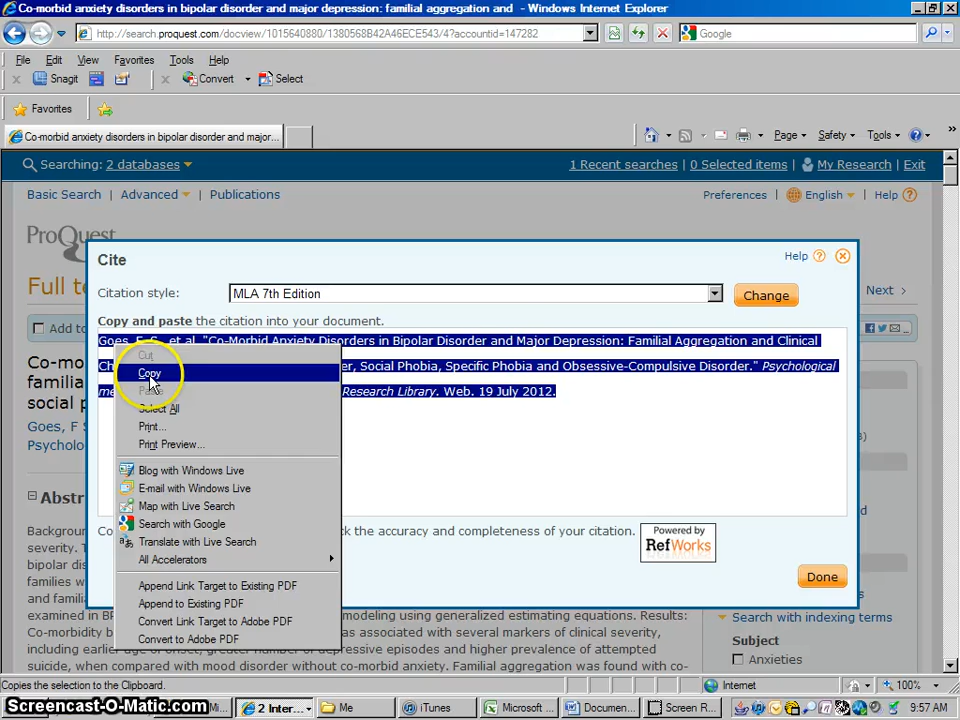 Co-morbid anxiety disorders in bipolar disorder and major depression: familial aggregation and - Windows Internet Explorer
http://search.proquest.com/docview/1015640880/1380568B42A46ECE543/4?accountid=147282
Google
File Edit View Favorites Tools Help
Snagit Convert Select
Favorites
Co-morbid anxiety disorders in bipolar disorder and major...
Page Safety Tools
Searching: 2 databases 1 Recent searches | 0 Selected items | My Research | Exit
Basic Search Advanced Publications Preferences English Help
ProQuest
Full t Next >
Add to
Cite Help
Citation style: MLA 7th Edition Change
Copy and paste the citation into your document.
Goes, F. S., et al. "Co-Morbid Anxiety Disorders in Bipolar Disorder and Major Depression: Familial Aggregation and Clinical
er, Social Phobia, Specific Phobia and Obsessive-Compulsive Disorder." Psychological
Research Library. Web. 19 July 2012.
Cut
Copy
Select All
Print...
Print Preview...
Blog with Windows Live
E-mail with Windows Live
Map with Live Search
Search with Google
Translate with Live Search
All Accelerators
Append Link Target to Existing PDF
Append to Existing PDF
Convert Link Target to Adobe PDF
Convert to Adobe PDF
ck the accuracy and completeness of your citation.
Powered by
RefWorks
Done
Co-mo
familia
social p
Goes, F S
Psycholo
Abstra
Backgrou
severity. T
bipolar di
families w
were
examined in BP modeling using generalized estimating equations. Results
Co-morbidity associated with several markers of clinical severity,
including earlie of depressive episodes and higher prevalence of attempted
suicide, when compared with mood disorder without co-morbid anxiety. Familial aggregation was found with co-
Search with indexing terms
Subject
Anxieties
Copies the selection to the Clipboard. Internet 100%
Screencast-O-Matic.com 2 Inter... Me iTunes Microsoft ... Documen... Screen R... 9:57 AM